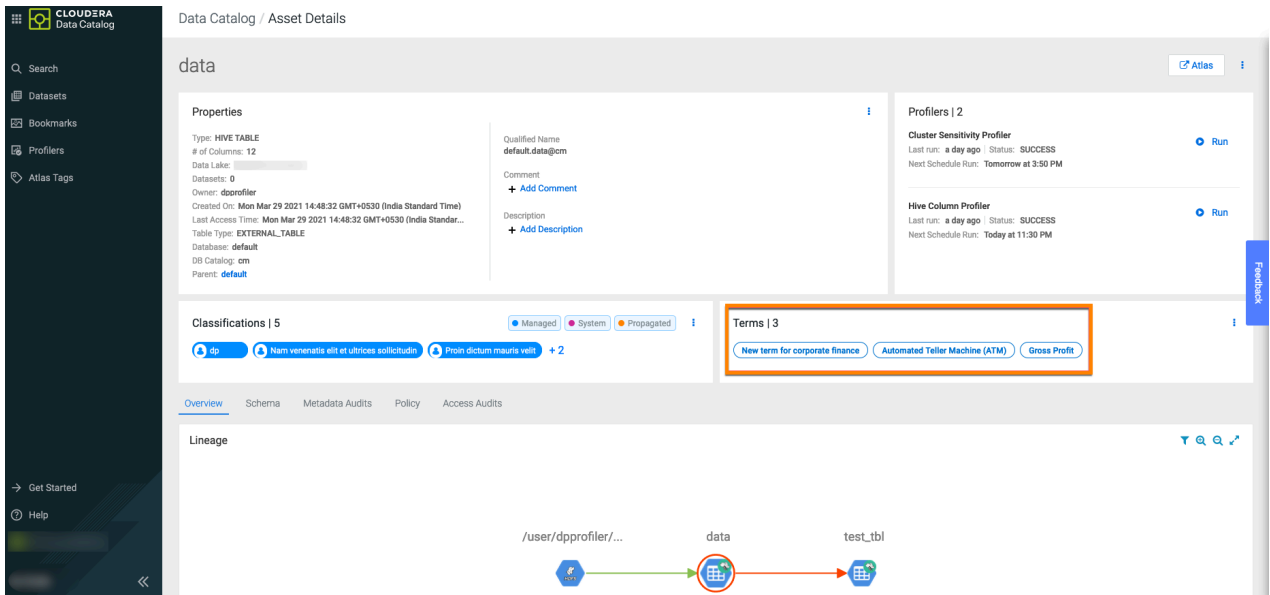 CLOUDERA
Data Catalog
Search
Datasets
Bookmarks
Profilers
Atlas Tags
Get Started
Help
Data Catalog / Asset Details
data
Atlas
Properties
Type: HIVE TABLE
# of Columns: 12
Data Lake:
Datasets: 0
Owner: dpprofiler
Created On: Mon Mar 29 2021 14:48:32 GMT+0530 (India Standard Time)
Last Access Time: Mon Mar 29 2021 14:48:32 GMT+0530 (India Standar...
Table Type: EXTERNAL_TABLE
Database: default
DB Catalog: cm
Parent: default
Qualified Name
default.data@cm
Comment
+ Add Comment
Description
+ Add Description
Profilers | 2
Cluster Sensitivity Profiler
Last run: a day ago | Status: SUCCESS
Next Schedule Run: Tomorrow at 3:50 PM
Run
Hive Column Profiler
Last run: a day ago | Status: SUCCESS
Next Schedule Run: Today at 11:30 PM
Run
Feedback
Classifications | 5
Managed System Propagated
dp Nam venenatis elit et ultrices sollicitudin Proin dictum mauris velit + 2
Terms | 3
New term for corporate finance Automated Teller Machine (ATM) Gross Profit
Overview Schema Metadata Audits Policy Access Audits
Lineage
/user/dpprofiler/... data test_tbl